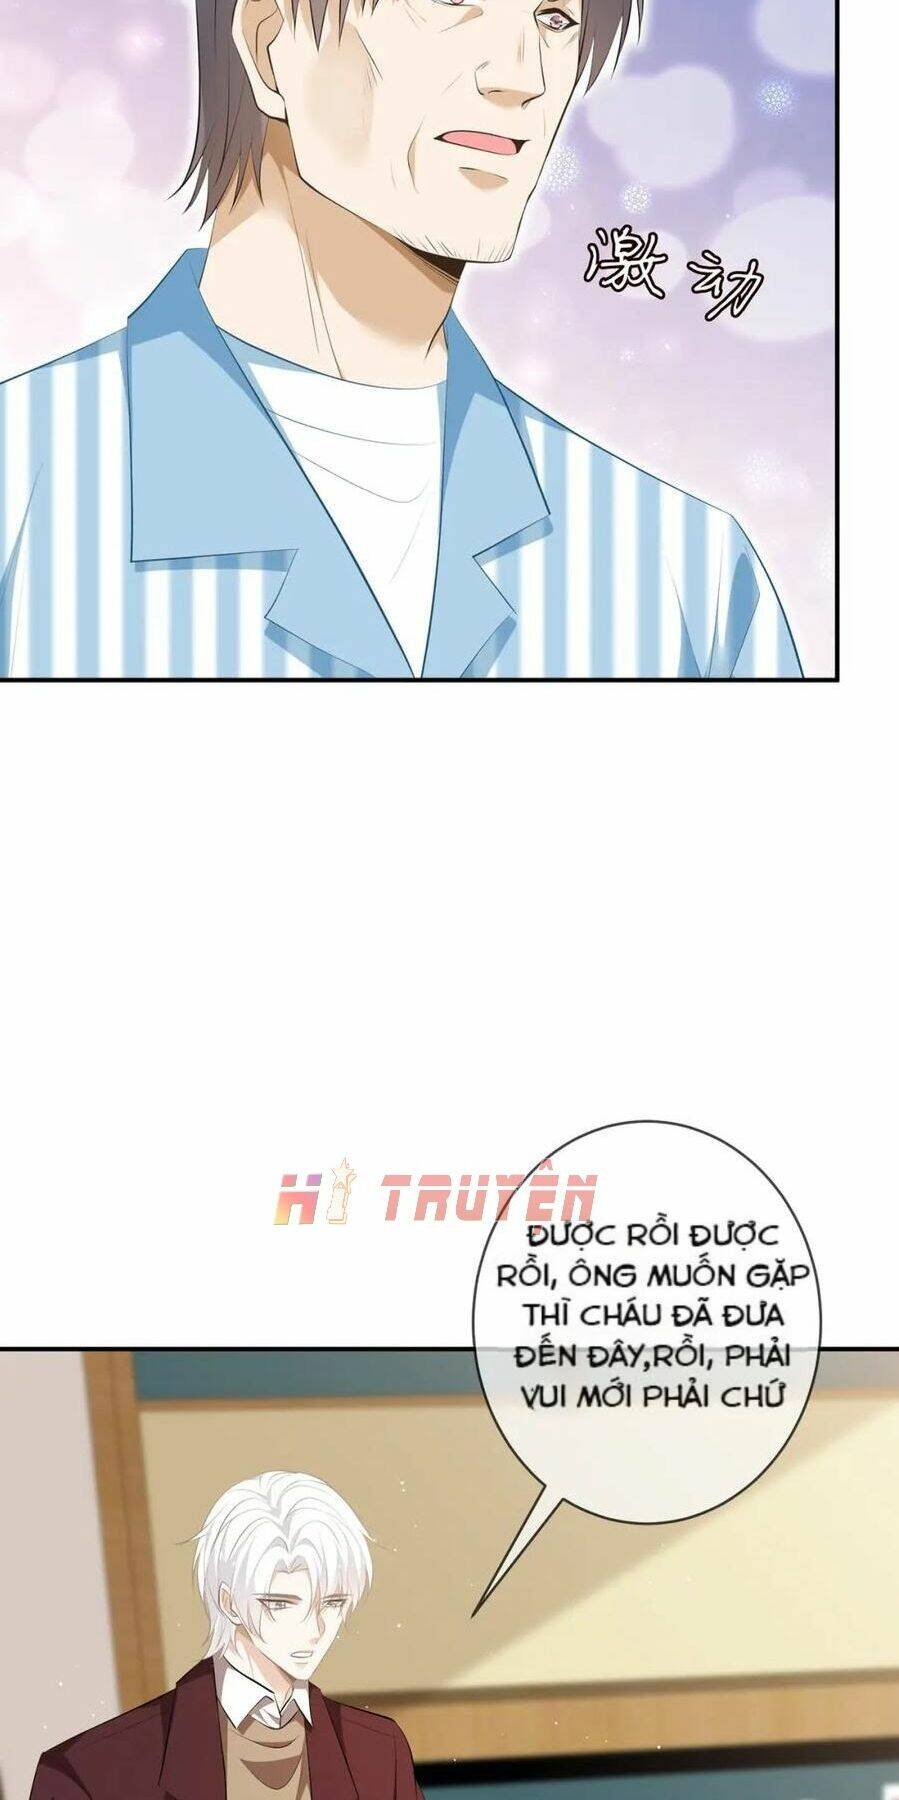 激动
HI TRUYỆN
ĐƯỢC RỒI ĐƯỢC
RỒI, ÔNG MUỐN GẶP
THÌ CHÁU ĐÃ ĐƯA
ĐẾN ĐÂY,RỒI, PHẢI
VUI MỚI PHẢI CHỨ